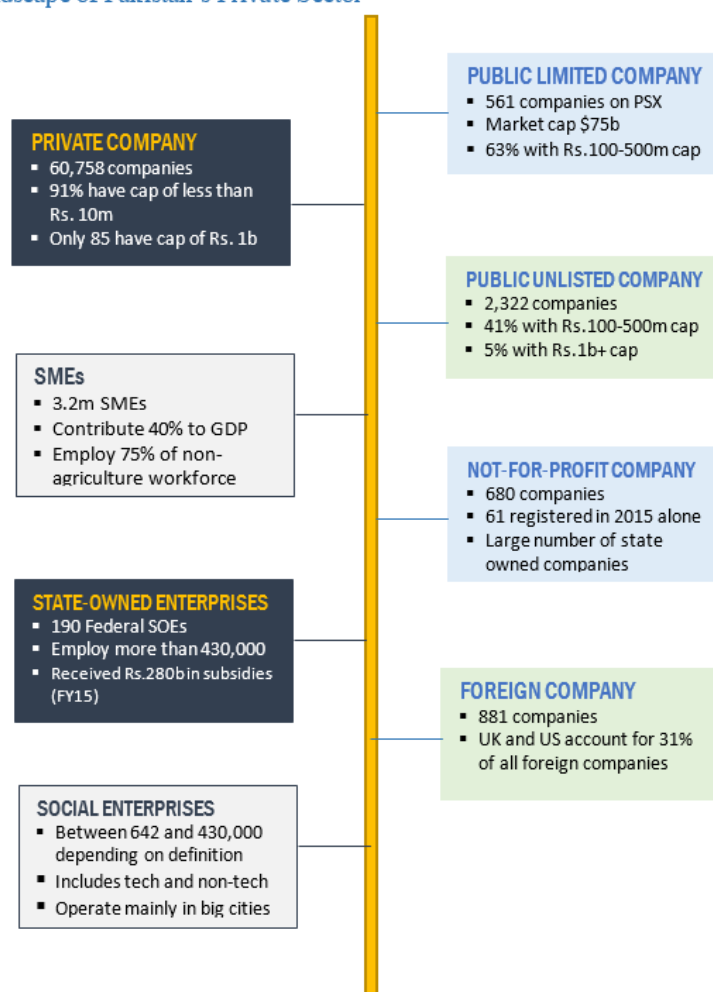 Landscape of Pakistan's Private Sector
PUBLIC LIMITED COMPANY
▪ 561 companies on PSX
▪ Market cap $75b
▪ 63% with Rs.100-500m cap
PRIVATE COMPANY
▪ 60,758 companies
▪ 91% have cap of less than
Rs. 10m
▪ Only 85 have cap of Rs. 1b
PUBLIC UNLISTED COMPANY
▪ 2,322 companies
▪ 41% with Rs.100-500m cap
▪ 5% with Rs.1b+ cap
SMEs
▪ 3.2m SMEs
▪ Contribute 40% to GDP
▪ Employ 75% of non-
agriculture workforce
NOT-FOR-PROFIT COMPANY
▪ 680 companies
▪ 61 registered in 2015 alone
▪ Large number of state
owned companies
STATE-OWNED ENTERPRISES
▪ 190 Federal SOEs
▪ Employ more than 430,000
▪ Received Rs.280bin subsidies
(FY15)
FOREIGN COMPANY
▪ 881 companies
▪ UK and US account for 31%
of all foreign companies
SOCIAL ENTERPRISES
▪ Between 642 and 430,000
depending on definition
▪ Includes tech and non-tech
▪ Operate mainly in big cities